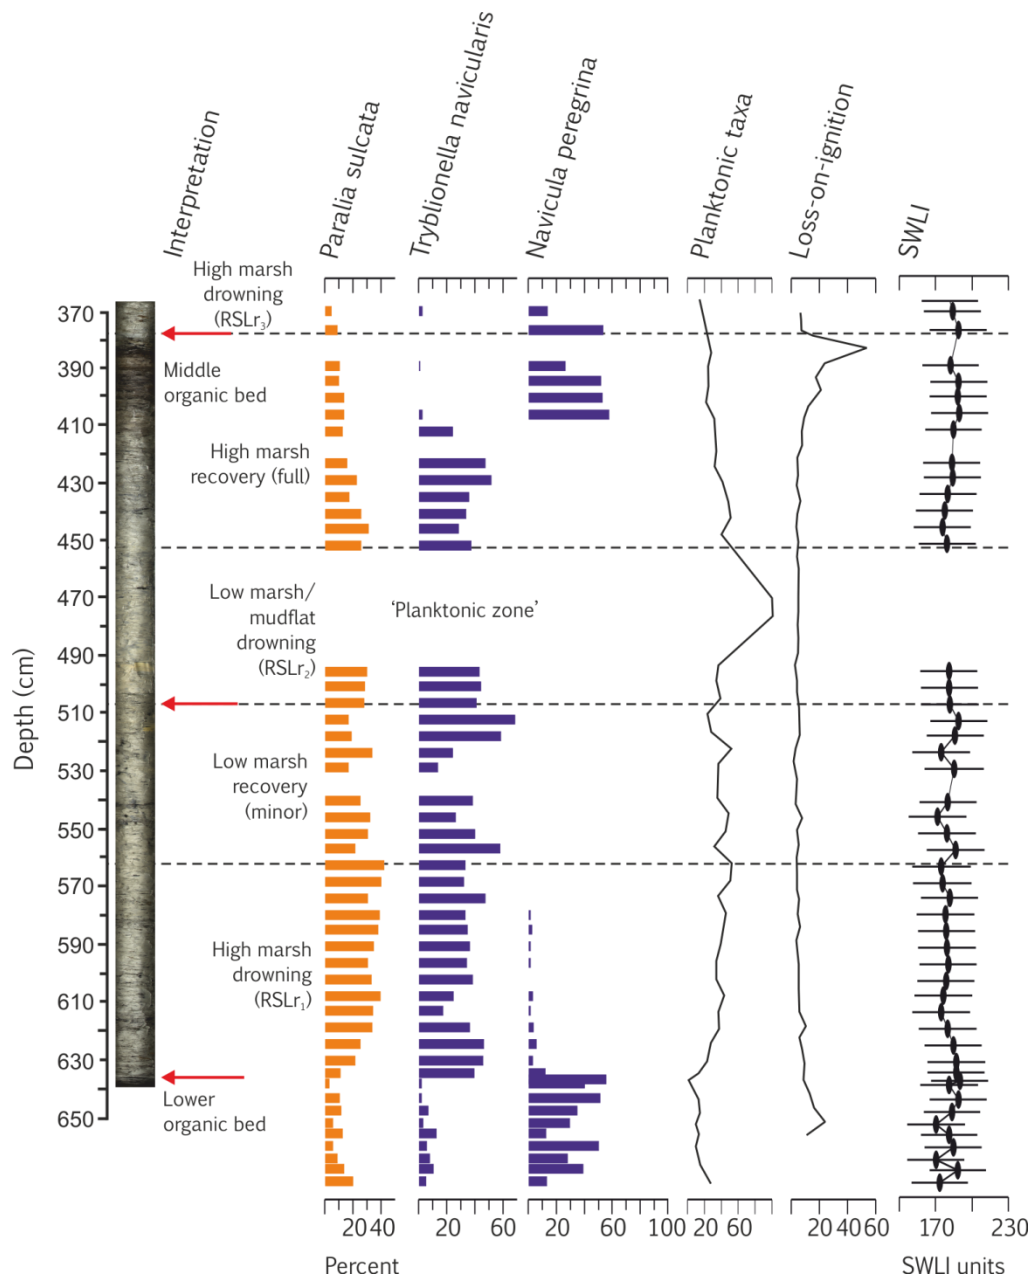 Interpretation
Paralia sulcata
Tryblionella navicularis
Navicula peregrina
Planktonic taxa
Loss-on-ignition
SWLI
High marsh
drowning
(RSLr₃)
Middle
organic bed
High marsh
recovery (full)
Low marsh/
mudflat
drowning
(RSLr₂)
'Planktonic zone'
Low marsh
recovery
(minor)
High marsh
drowning
(RSLr₁)
Lower
organic bed
Depth (cm)
370
390
410
430
450
470
490
510
530
550
570
590
610
630
650
20 40
20 60
20 40 60 80 100
20 60
20 40 60
170 230
Percent
SWLI units